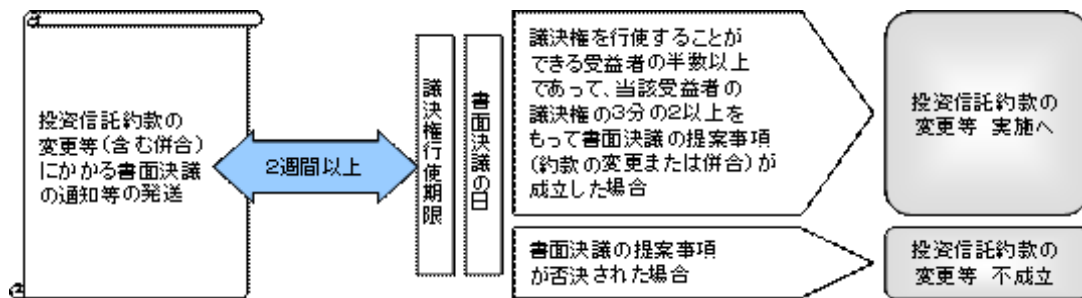 投資信託約款の
変更等(含む併合)
にかかる書面決議
の通知等の発送
2週間以上
議決権行使期限
書面決議の日
議決権を行使することが
できる受益者の半数以上
であって、当該受益者の
議決権の3分の2以上を
もって書面決議の提案事項
(約款の変更または併合)が
成立した場合
投資信託約款の
変更等 実施へ
書面決議の提案事項
が否決された場合
投資信託約款の
変更等 不成立